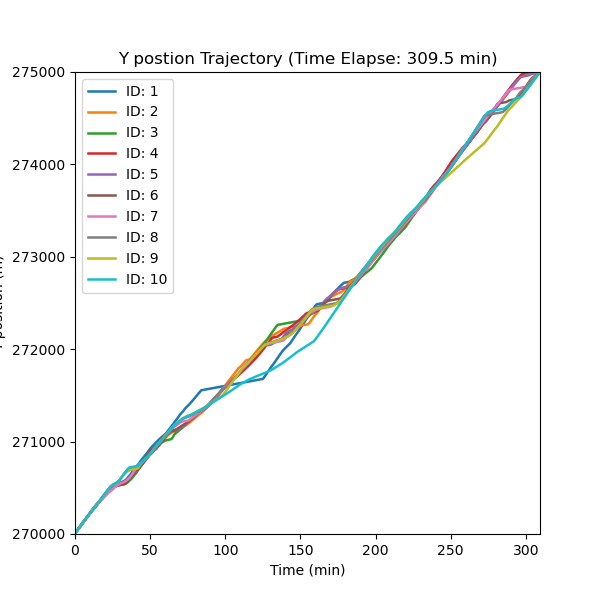 Y postion Trajectory (Time Elapse: 309.5 min)
275000
274000
273000
272000
271000
270000
ID: 1
ID: 2
ID: 3
ID: 4
ID: 5
ID: 6
ID: 7
ID: 8
ID: 9
ID: 10
0 50 100 150 200 250 300
Time (min)